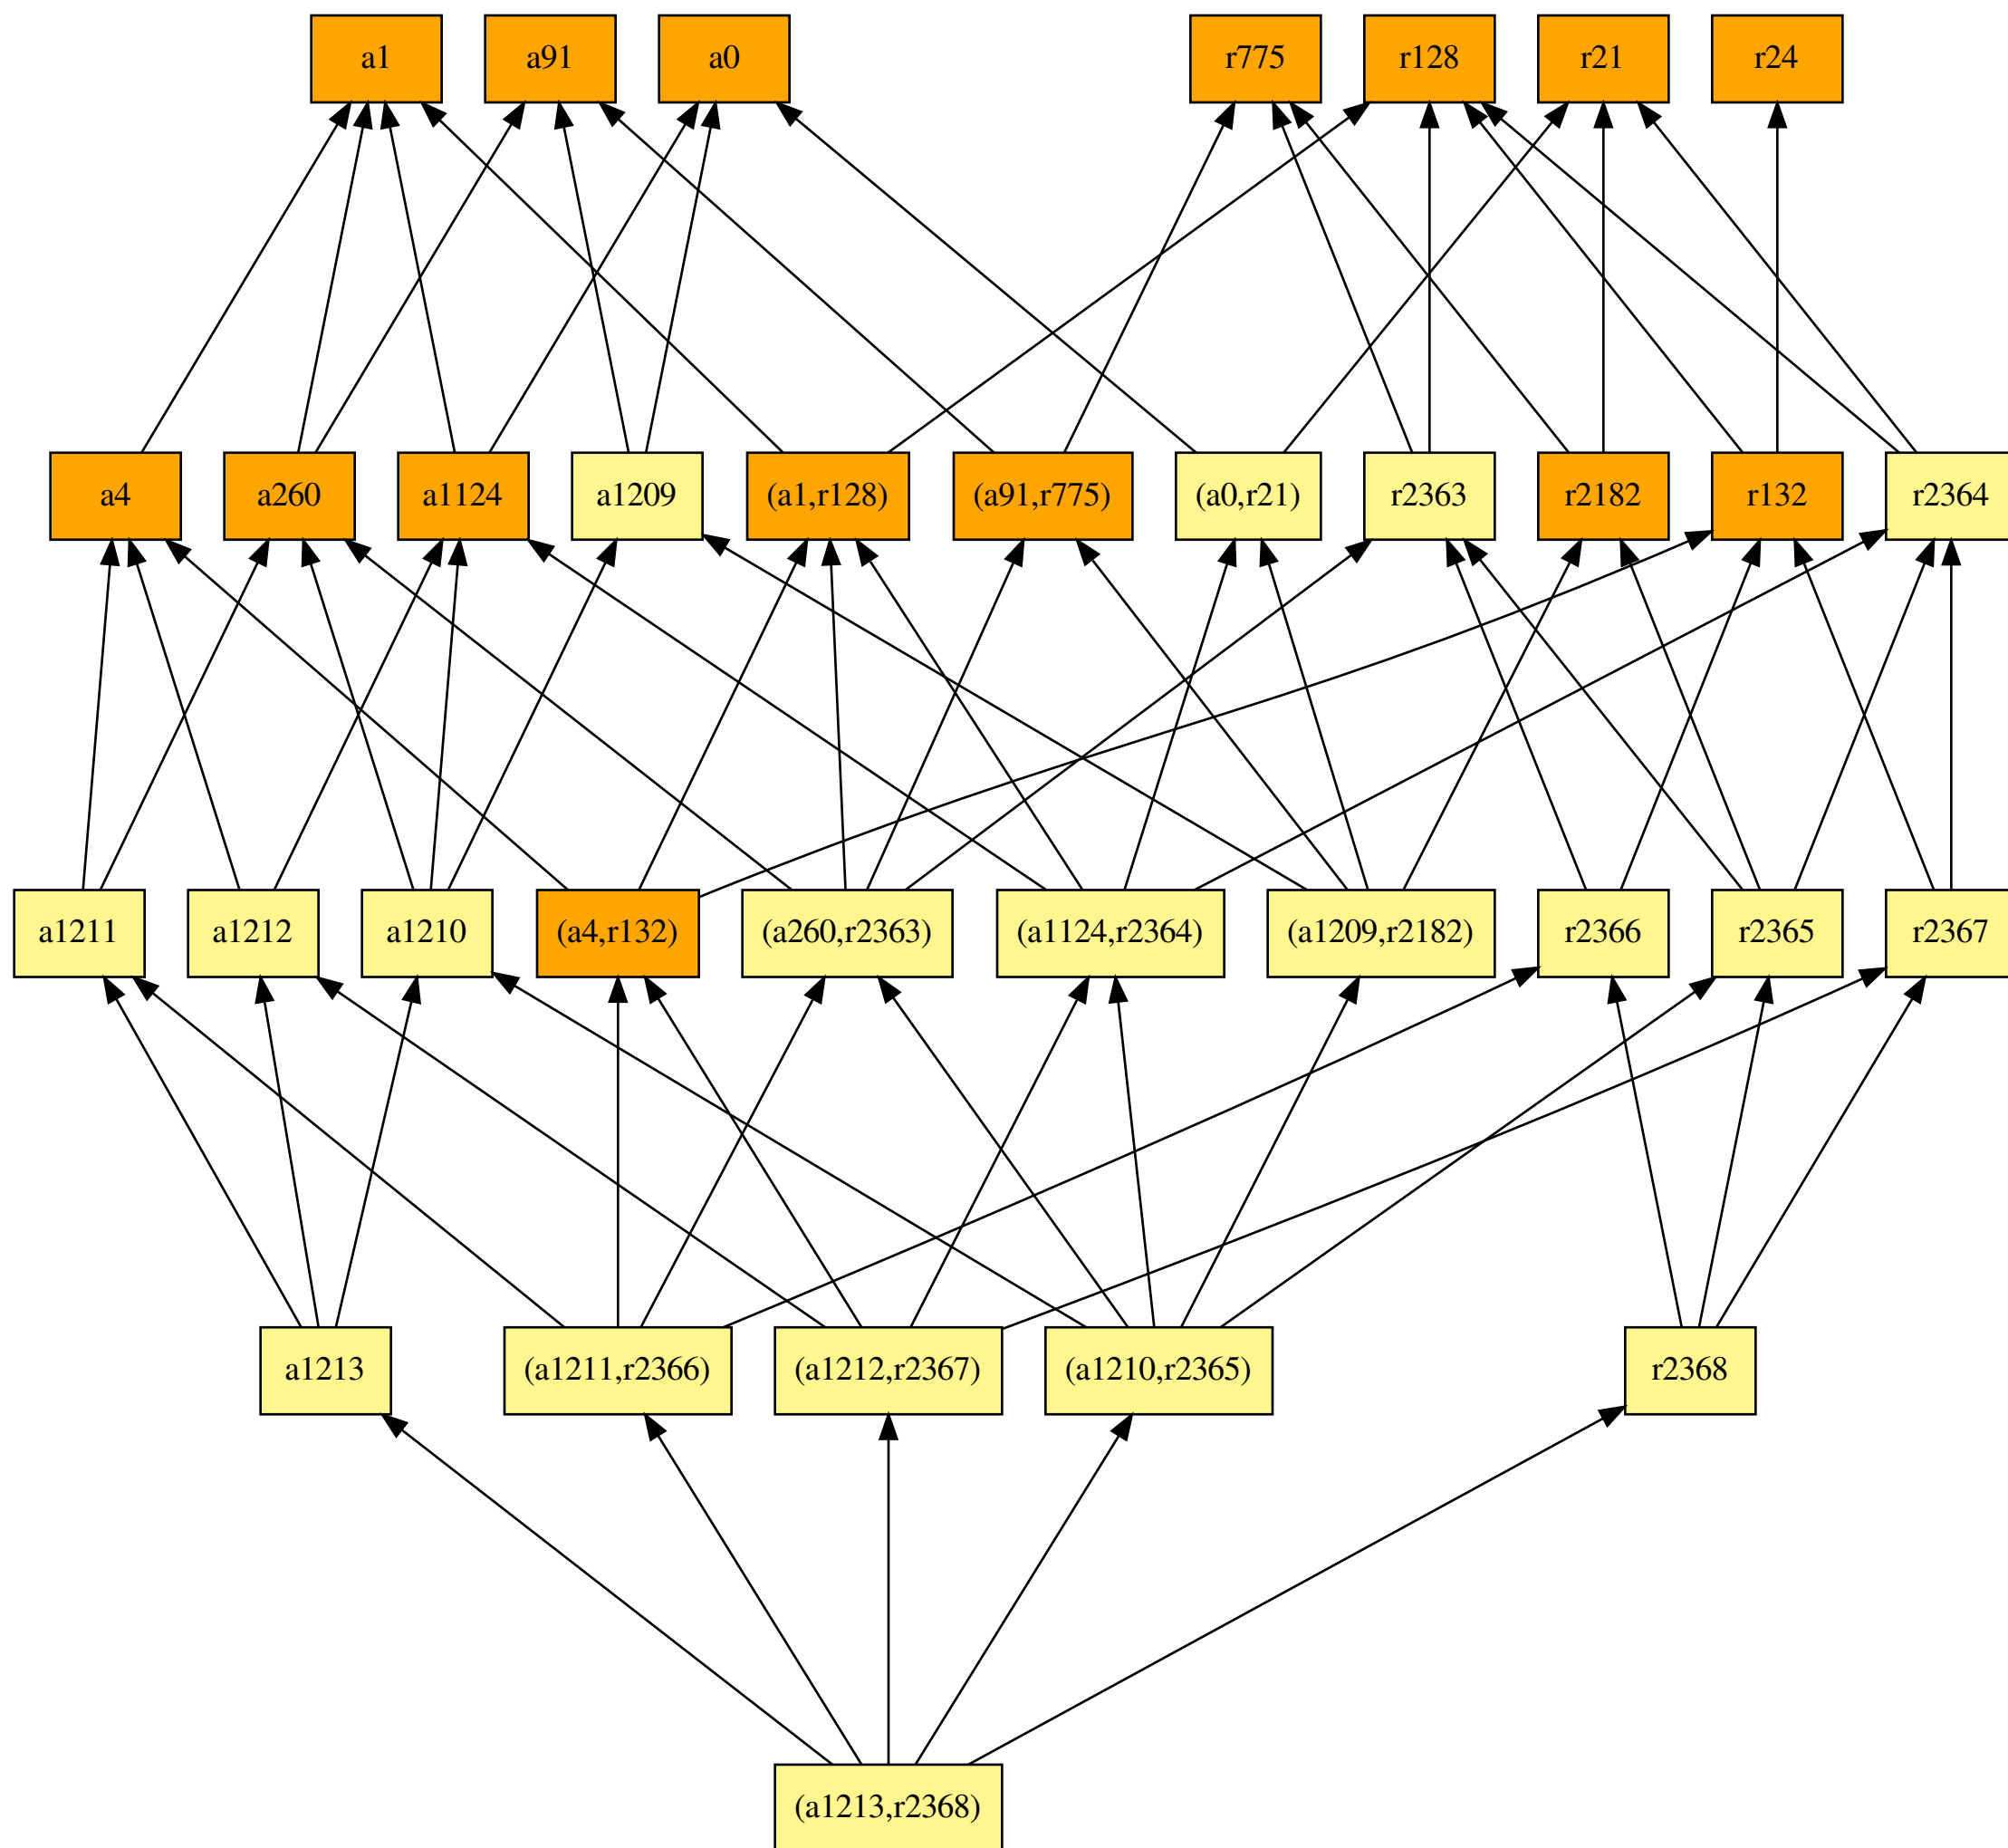 a1
a91
a0
r775
r128
r21
r24
a4
a260
a1124
a1209
(a1,r128)
(a91,r775)
(a0,r21)
r2363
r2182
r132
r2364
a1211
a1212
a1210
(a4,r132)
(a260,r2363)
(a1124,r2364)
(a1209,r2182)
r2366
r2365
r2367
a1213
(a1211,r2366)
(a1212,r2367)
(a1210,r2365)
r2368
(a1213,r2368)